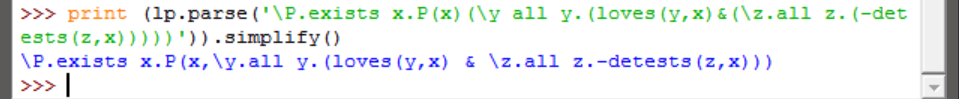 >>> print (lp.parse('\P.exists x.P(x)(\y all y.(loves(y,x)&(\z.all z.(-det
ests(z,x)))))')).simplify()
\P.exists x.P(x,\y.all y.(loves(y,x) & \z.all z.-detests(z,x)))
>>>